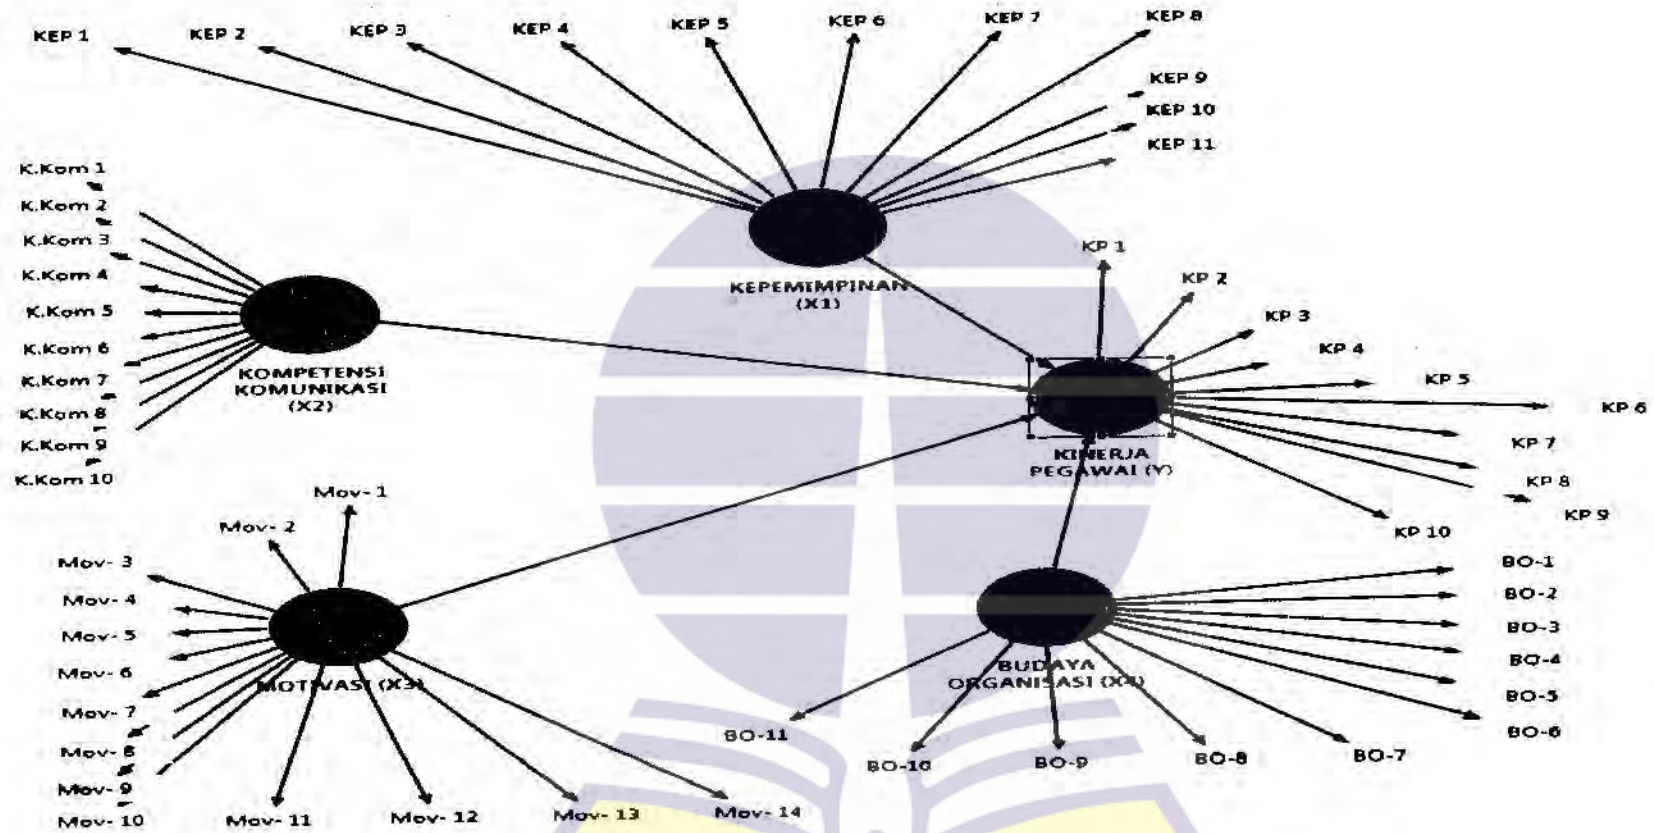 KEP 1
KEP 2
KEP 3
KEP 4
KEP 5
KEP 6
KEP 7
KEP 8
KEP 9
KEP 10
KEP 11
K.Kom 1
K.Kom 2
K.Kom 3
K.Kom 4
K.Kom 5
K.Kom 6
K.Kom 7
K.Kom 8
K.Kom 9
K.Kom 10
KEPEMIMPINAN
(X1)
KOMPETENSI
KOMUNIKASI
(X2)
KP 1
KP 2
KP 3
KP 4
KP 5
KP 6
KP 7
KP 8
KP 9
KP 10
KINERJA
PEGAWAI (Y)
Mov- 1
Mov- 2
Mov- 3
Mov- 4
Mov- 5
Mov- 6
Mov- 7
Mov- 8
Mov- 9
Mov- 10
Mov- 11
Mov- 12
Mov- 13
Mov- 14
MOTIVASI (X3)
BUDAYA
ORGANISASI (X4)
BO-1
BO-2
BO-3
BO-4
BO-5
BO-6
BO-7
BO-8
BO-9
BO-10
BO-11